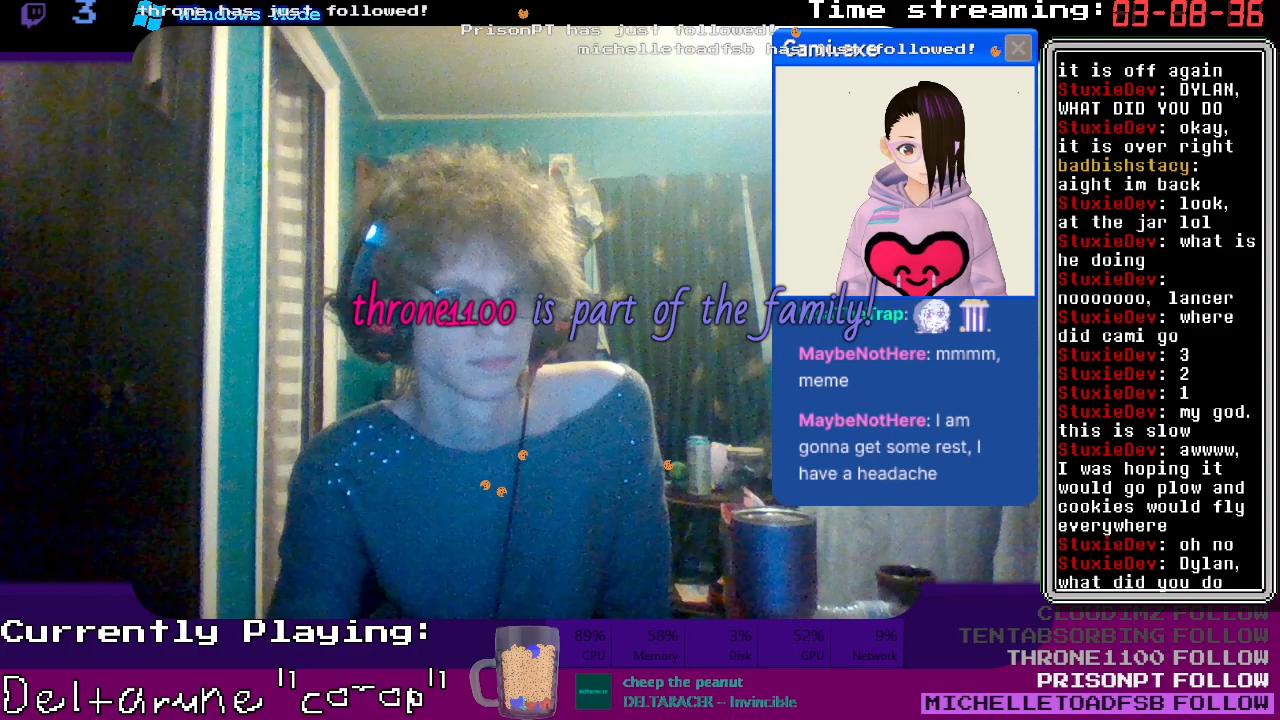 3
Windows Mode
throne has just followed!
PrisonPT has just followed!
michelletoadfsb has just followed!
Time streaming:
03-08-36
Cami.exe
throne1100 is part of the family!
Trap:
MaybeNotHere: mmmm,
meme
MaybeNotHere: I am
gonna get some rest, I
have a headache
it is off again
StuxieDev: DYLAN,
WHAT DID YOU DO
StuxieDev: okay,
it is over right
badbishstacy:
aight im back
StuxieDev: look,
at the jar lol
StuxieDev: what is
he doing
StuxieDev:
nooooooo, lancer
StuxieDev: where
did cami go
StuxieDev: 3
StuxieDev: 2
StuxieDev: 1
StuxieDev: my god.
this is slow
StuxieDev: awwww,
I was hoping it
would go plow and
cookies would fly
everywhere
StuxieDev: oh no
StuxieDev: Dylan,
what did you do
Currently Playing:
Deltarune "crap"
89% 58% 3% 52% 9%
CPU Memory Disk GPU Network
cheep the peanut
DELTARACER - Invincible
CLOUDIMZ FOLLOW
TENTABSORBING FOLLOW
THRONE1100 FOLLOW
PRISONPT FOLLOW
MICHELLETOADFSB FOLLOW